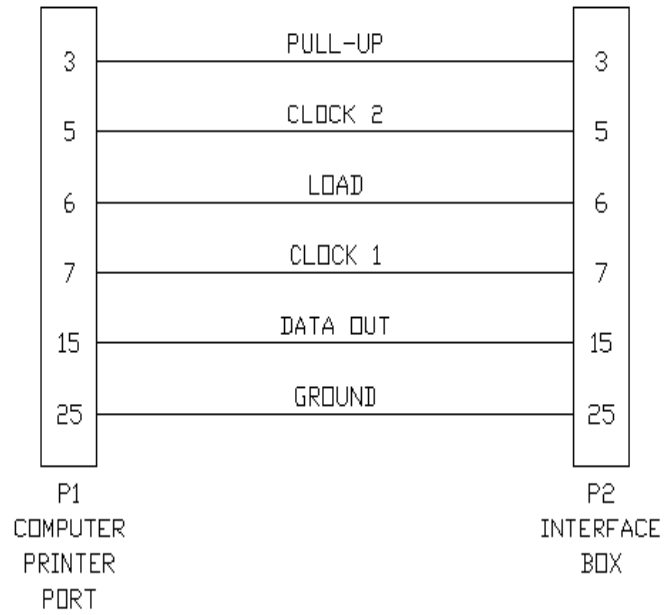 3 PULL-UP 3
5 CLOCK 2 5
6 LOAD 6
7 CLOCK 1 7
15 DATA OUT 15
25 GROUND 25
P1
COMPUTER
PRINTER
PORT
P2
INTERFACE
BOX